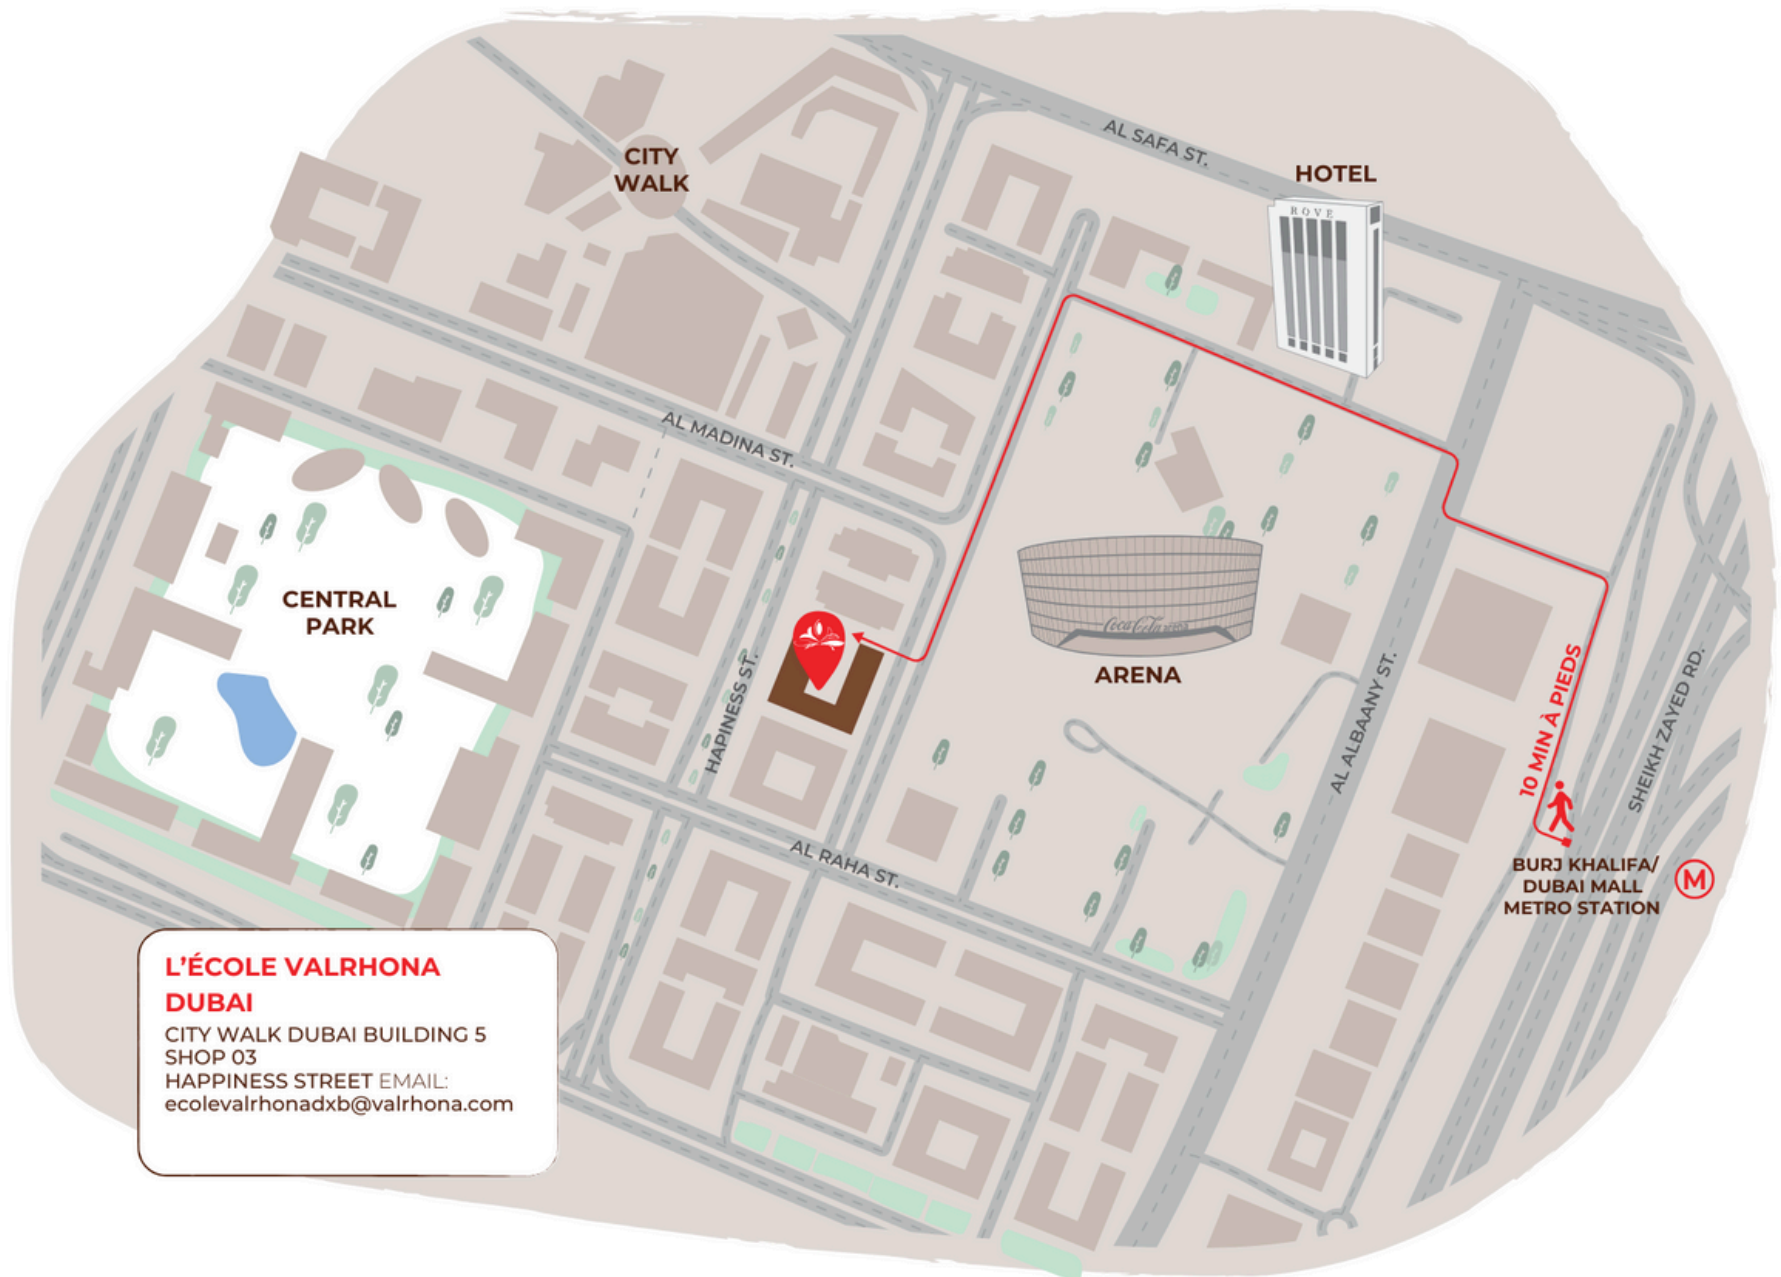 AL SAFA ST.
CITY
WALK
HOTEL
ROVE
AL MADINA ST.
CENTRAL
PARK
Coca-Cola
ARENA
HAPINESS ST.
AL ALBAANY ST.
10 MIN À PIEDS
SHEIKH ZAYED RD.
AL RAHA ST.
BURJ KHALIFA/
DUBAI MALL
METRO STATION
M
L'ÉCOLE VALRHONA
DUBAI
CITY WALK DUBAI BUILDING 5
SHOP 03
HAPPINESS STREET EMAIL:
ecolevalrhonadxb@valrhona.com